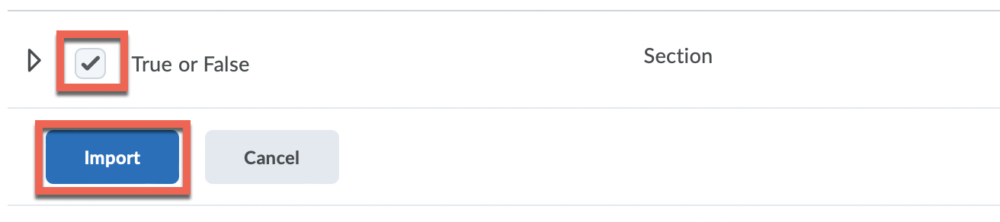 True or False
Section
Import
Cancel